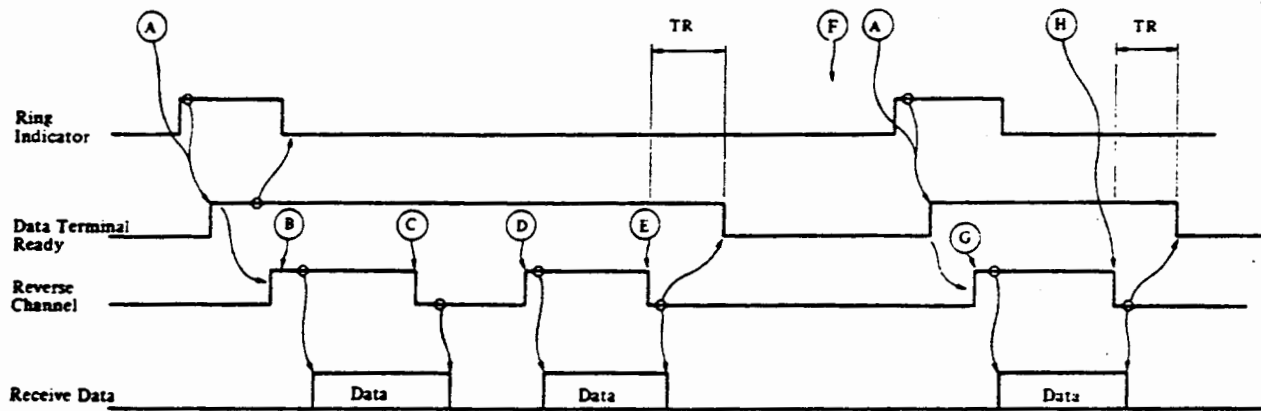 A
TR
F
A
H
TR
Ring
Indicator
Data Terminal
Ready
B
C
D
E
G
Reverse
Channel
Receive Data
Data
Data
Data